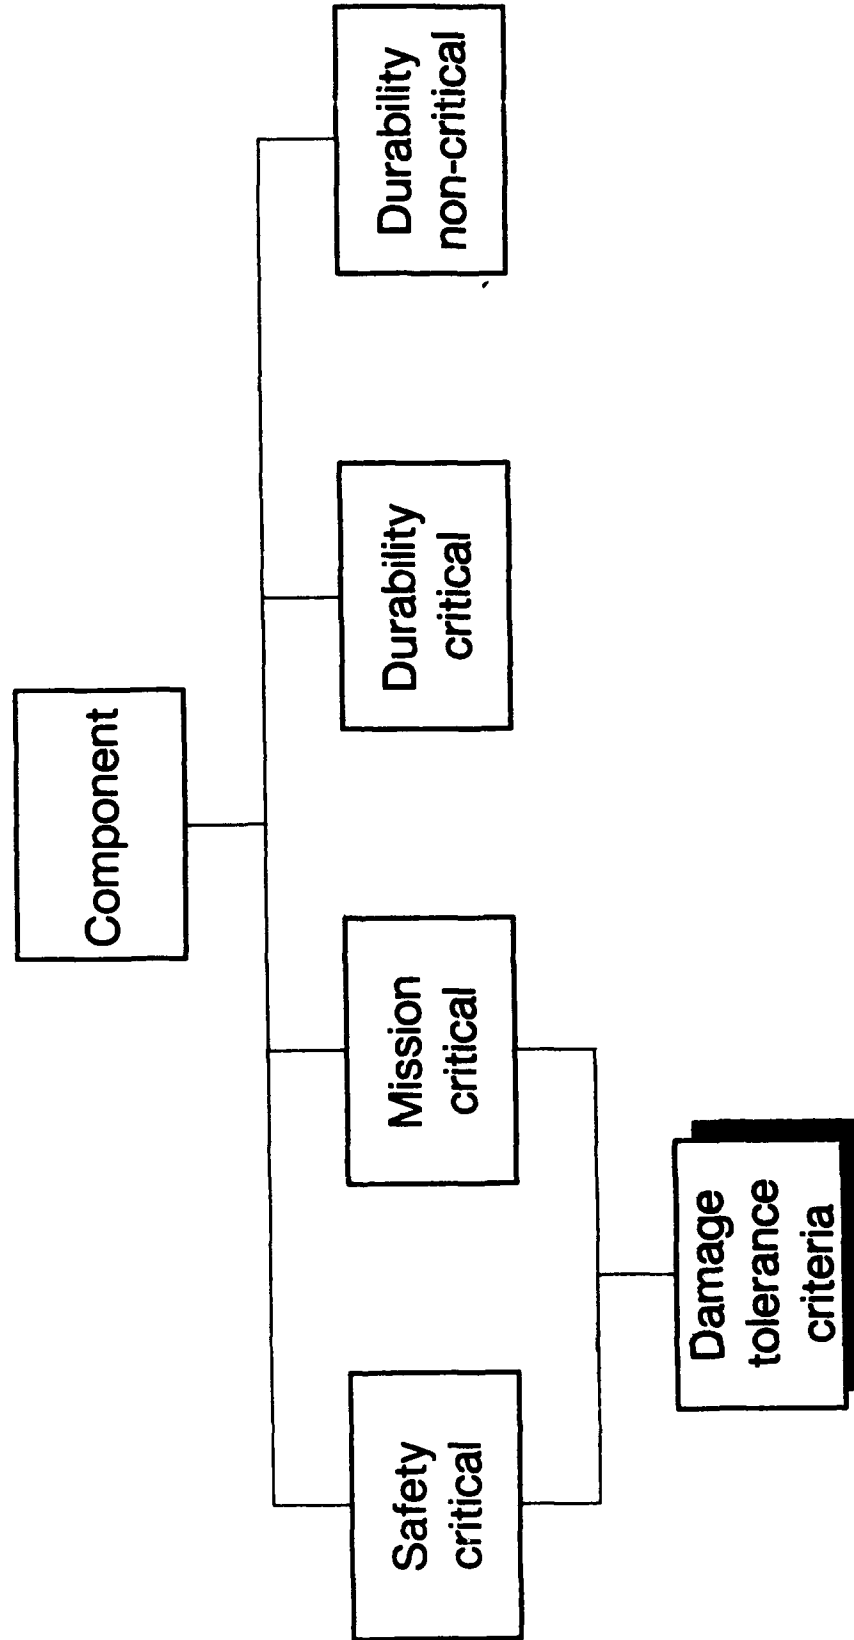 Component
Safety
critical
Mission
critical
Durability
critical
Durability
non-critical
Damage
tolerance
criteria